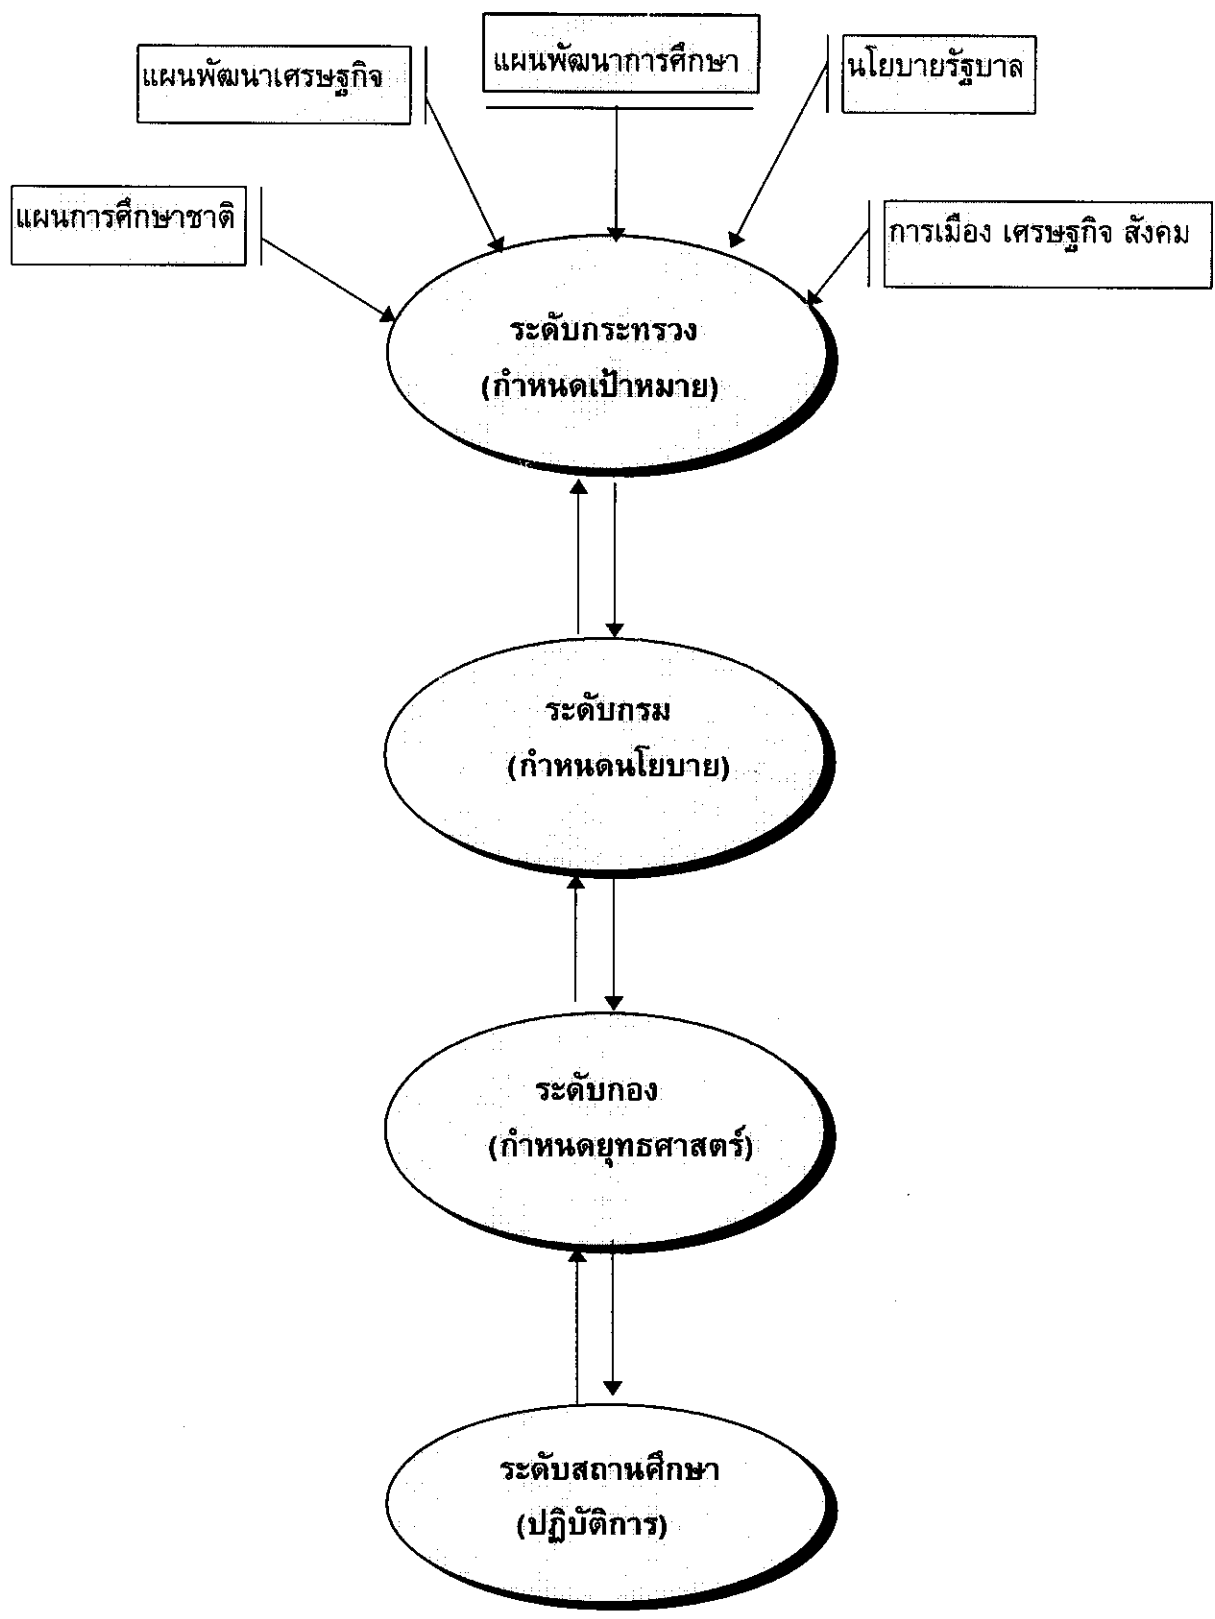 แผนพัฒนาเศรษฐกิจ
แผนพัฒนาการศึกษา
นโยบายรัฐบาล
แผนการศึกษาชาติ
การเมือง เศรษฐกิจ สังคม
ระดับกระทรวง
(กำหนดเป้าหมาย)
ระดับกรม
(กำหนดนโยบาย)
ระดับกอง
(กำหนดยุทธศาสตร์)
ระดับสถานศึกษา
(ปฏิบัติการ)